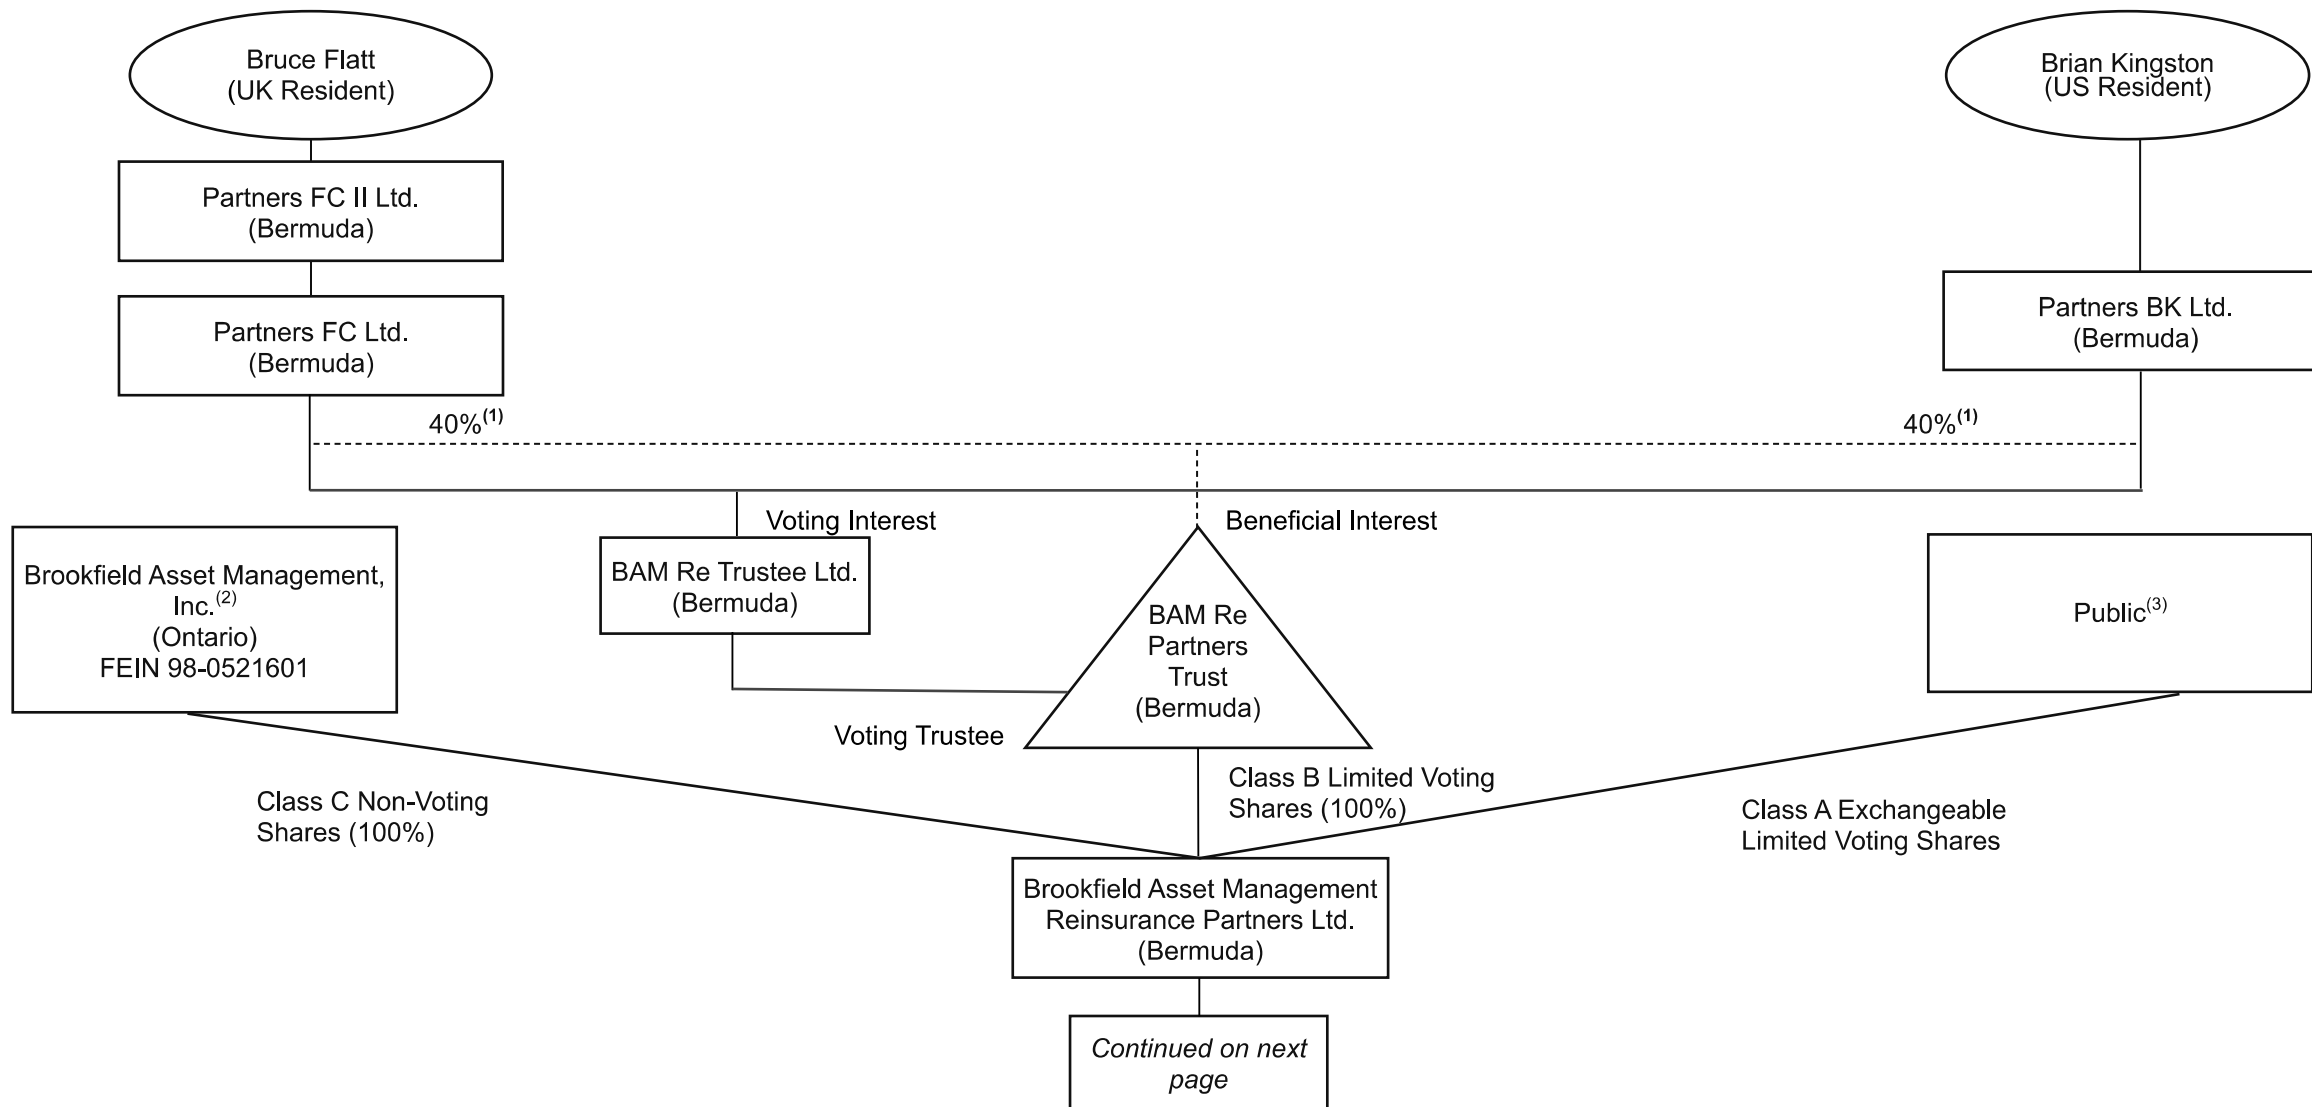 Bruce Flatt
(UK Resident)
Brian Kingston
(US Resident)
Partners FC II Ltd.
(Bermuda)
Partners FC Ltd.
(Bermuda)
Partners BK Ltd.
(Bermuda)
40%(1)
40%(1)
Voting Interest
Beneficial Interest
Brookfield Asset Management,
Inc.(2)
(Ontario)
FEIN 98-0521601
BAM Re Trustee Ltd.
(Bermuda)
BAM Re
Partners
Trust
(Bermuda)
Public(3)
Voting Trustee
Class C Non-Voting
Shares (100%)
Class B Limited Voting
Shares (100%)
Class A Exchangeable
Limited Voting Shares
Brookfield Asset Management
Reinsurance Partners Ltd.
(Bermuda)
Continued on next
page